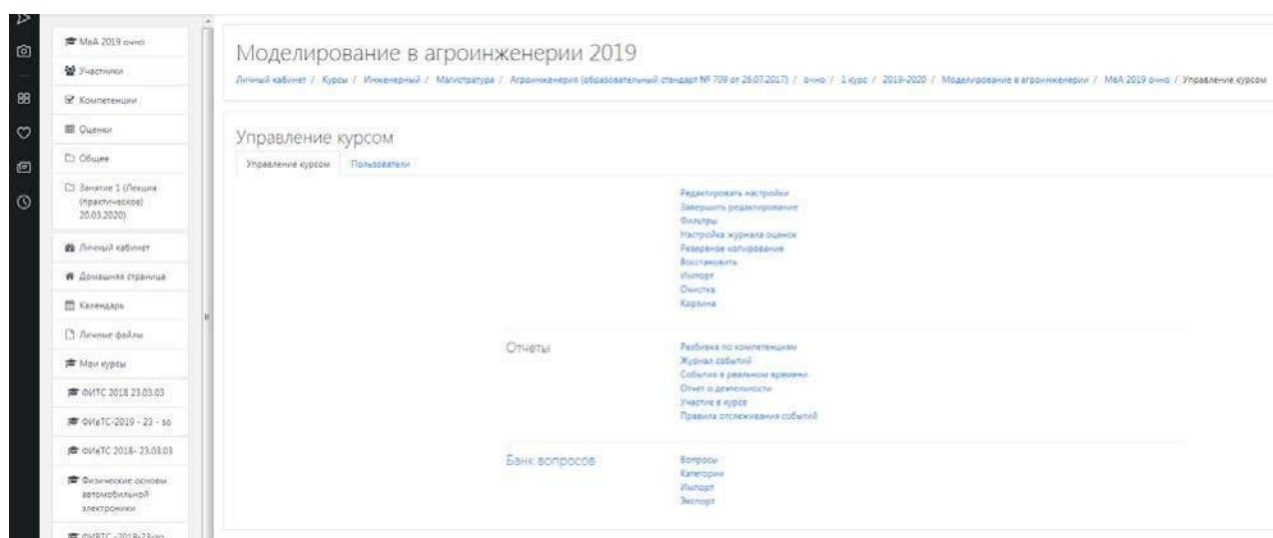 МвА 2019 очно
Участники
Компетенции
Оценки
Общее
Занятие 1 (Лекция
(практическое)
20.03.2020)
Личный кабинет
Домашняя страница
Календарь
Личные файлы
Мои курсы
ФИТС 2018 23.03.03
ФИвТС-2019 - 23 - зо
ФИвТС 2018- 23.03.03
Физические основы
автомобильной
электроники
Моделирование в агроинженерии 2019
Личный кабинет / Курсы / Инженерный / Магистратура / Агроинженерия (образовательный стандарт № 709 от 26.07.2017) / очно / 1 курс / 2019-2020 / Моделирование в агроинженерии / МвА 2019 очно / Управление курсом
Управление курсом
Управление курсом Пользователи
Редактировать настройки
Завершить редактирование
Фильтры
Настройка журнала оценок
Резервное копирование
Восстановить
Импорт
Очистка
Корзина
Отчеты
Разбивка по компетенциям
Журнал событий
События в реальном времени
Отчет о деятельности
Участие в курсе
Правила отслеживания событий
Банк вопросов
Вопросы
Категории
Импорт
Экспорт